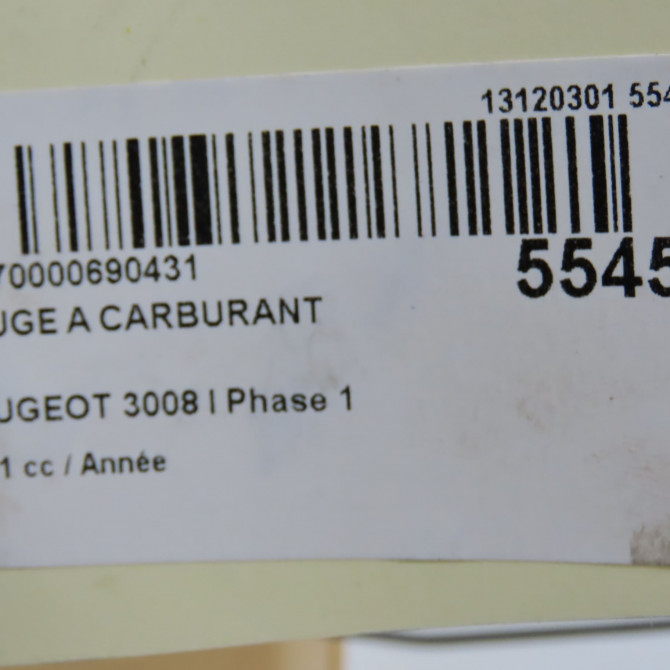 13120301 554
70000690431
5545
UGE A CARBURANT
UGEOT 3008 I Phase 1
1 cc / Année